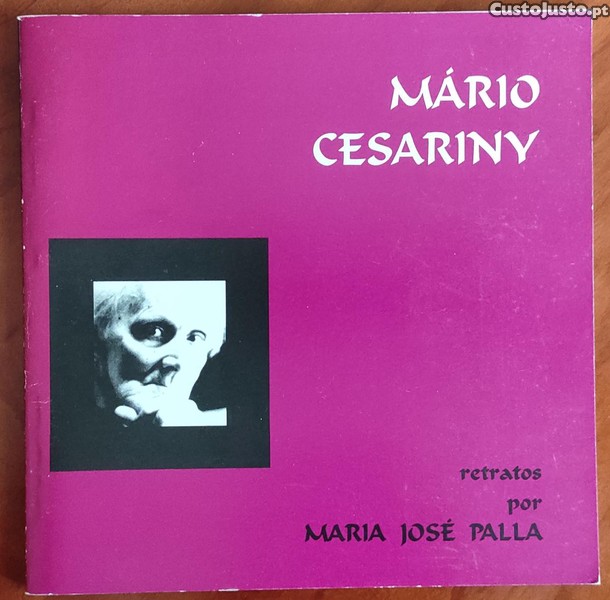 CustoJusto.pt
MÁRIO
CESARINY
retratos
por
MARIA JOSÉ PALLA